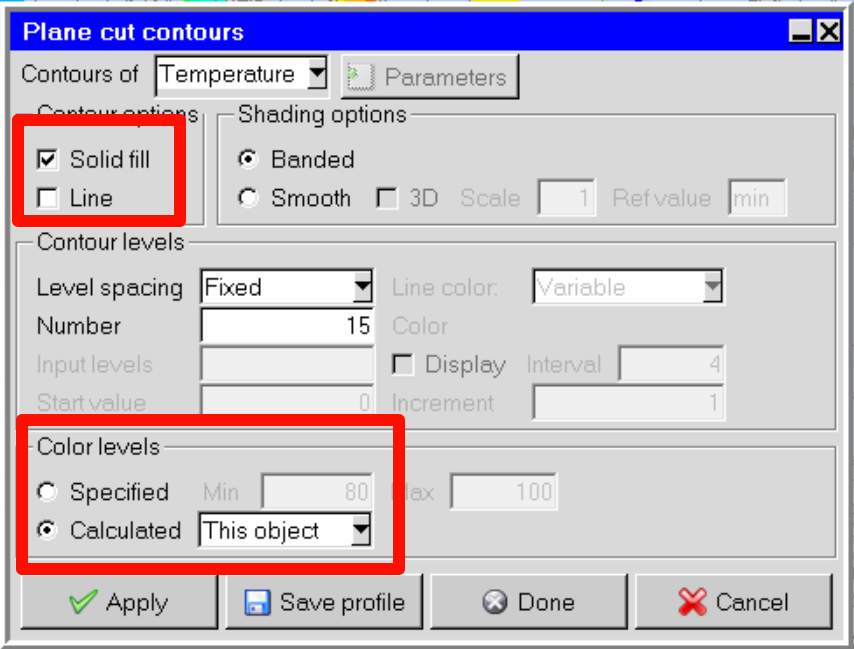 Plane cut contours
Contours of Temperature Parameters
Contour options Shading options
Solid fill Banded
Line Smooth 3D Scale 1 Ref value min
Contour levels
Level spacing Fixed Line color: Variable
Number 15 Color
Input levels Display Interval 4
Start value 0 Increment 1
Color levels
Specified Min 80 Max 100
Calculated This object
Apply Save profile Done Cancel